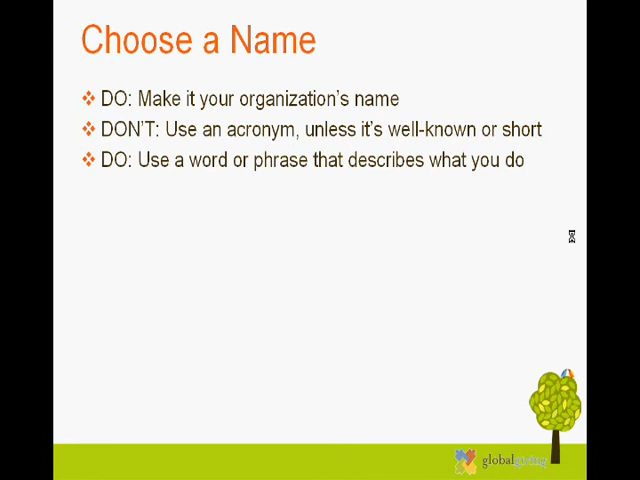 Choose a Name
DO: Make it your organization's name
DON'T: Use an acronym, unless it's well-known or short
DO: Use a word or phrase that describes what you do
globalgiving